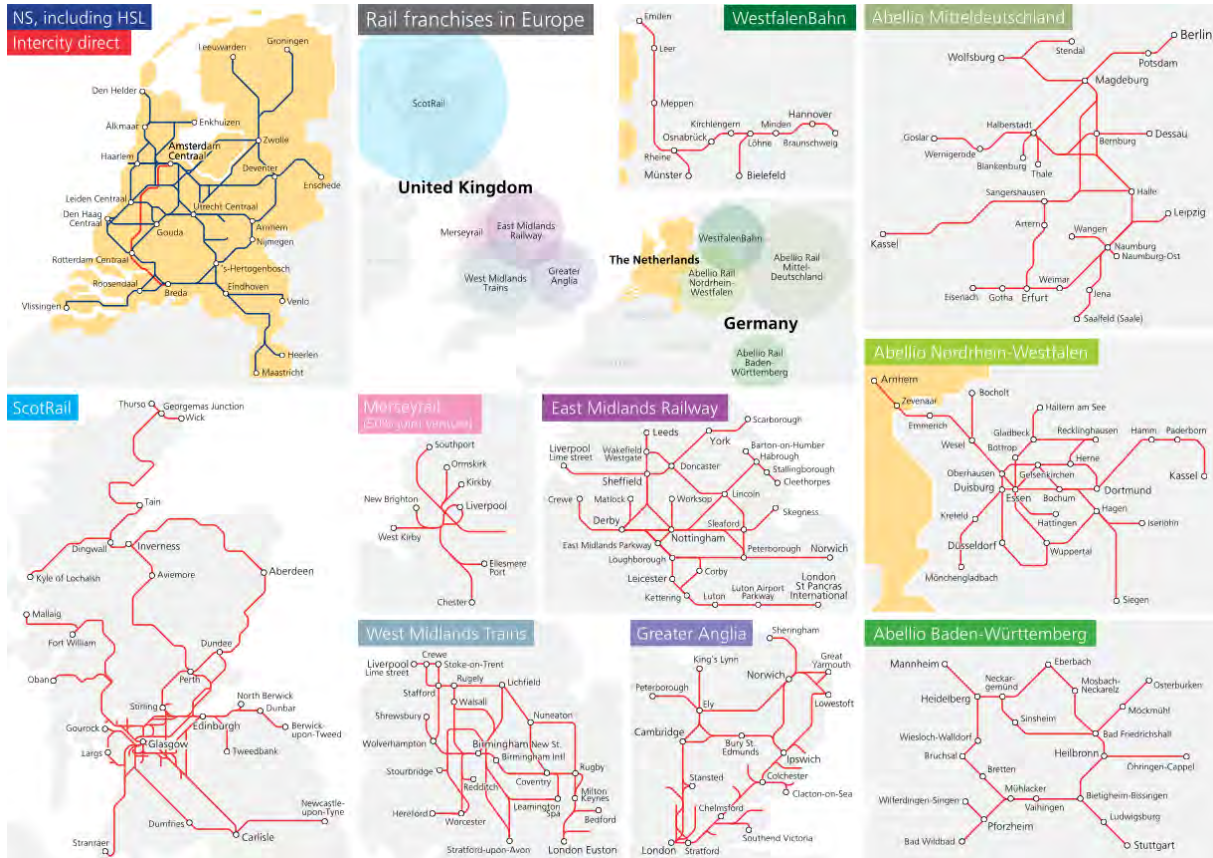 NS, including HSL
Intercity direct
Groningen
Leeuwarden
Den Helder
Enkhuizen
Alkmaar
Amsterdam
Centraal
Zwolle
Haarlem
Deventer
Enschede
Leiden Centraal
Utrecht Centraal
Den Haag
Centraal
Gouda
Arnhem
Nijmegen
Rotterdam Centraal
's-Hertogenbosch
Roosendaal
Breda
Eindhoven
Venlo
Vlissingen
Heerlen
Maastricht
Rail franchises in Europe
ScotRail
United Kingdom
Merseyrail
East Midlands
Railway
West Midlands
Trains
Greater
Anglia
The Netherlands
WestfalenBahn
Abellio Rail
Nordrhein-
Westfalen
Abellio Rail
Mittel-
Deutschland
Germany
Abellio Rail
Baden-
Württemberg
WestfalenBahn
Emden
Leer
Meppen
Kirchlengern
Minden
Hannover
Osnabrück
Löhne
Braunschweig
Rheine
Münster
Bielefeld
Abellio Mitteldeutschland
Berlin
Stendal
Wolfsburg
Potsdam
Magdeburg
Halberstadt
Goslar
Dessau
Bernburg
Wernigerode
Blankenburg
Thale
Sangershausen
Halle
Leipzig
Artern
Wangen
Kassel
Naumburg
Naumburg-Ost
Weimar
Eisenach
Gotha
Erfurt
Jena
Saalfeld (Saale)
ScotRail
Thurso
Georgemas Junction
Wick
Tain
Dingwall
Inverness
Kyle of Lochalsh
Aviemore
Aberdeen
Mallaig
Fort William
Dundee
Oban
Perth
Stirling
North Berwick
Dunbar
Gourock
Edinburgh
Berwick-
upon-Tweed
Glasgow
Largs
Tweedbank
Newcastle-
upon-Tyne
Dumfries
Stranraer
Carlisle
Merseyrail
(50% joint venture)
Southport
Ormskirk
Kirkby
New Brighton
Liverpool
West Kirby
Ellesmere
Port
Chester
East Midlands Railway
Scarborough
Leeds
York
Barton-on-Humber
Liverpool
Lime street
Wakefield
Westgate
Habrough
Doncaster
Stallingborough
Sheffield
Cleethorpes
Crewe
Matlock
Worksop
Lincoln
Skegness
Derby
Sleaford
Nottingham
East Midlands Parkway
Loughborough
Peterborough
Norwich
Corby
Leicester
Luton Airport
Parkway
London
St Pancras
International
Kettering
Luton
Abellio Nordrhein-Westfalen
Arnhem
Zevenaar
Bocholt
Emmerich
Haltern am See
Wesel
Gladbeck
Recklinghausen
Hamm
Paderborn
Bottrop
Oberhausen
Herne
Gelsenkirchen
Kassel
Duisburg
Essen
Bochum
Dortmund
Krefeld
Hattingen
Hagen
Iserlohn
Düsseldorf
Wuppertal
Mönchengladbach
Siegen
West Midlands Trains
Crewe
Liverpool
Lime street
Stoke-on-Trent
Rugely
Lichfield
Stafford
Walsall
Shrewsbury
Nuneaton
Wolverhampton
Birmingham New St.
Birmingham Intl
Rugby
Stourbridge
Coventry
Redditch
Milton
Keynes
Leamington
Spa
Hereford
Worcester
Bedford
Stratford-upon-Avon
London Euston
Greater Anglia
Sheringham
King's Lynn
Great
Yarmouth
Norwich
Peterborough
Ely
Lowestoft
Cambridge
Bury St.
Edmunds
Ipswich
Stansted
Colchester
Clacton-on-Sea
Chelmsford
Southend Victoria
London
Stratford
Abellio Baden-Württemberg
Mannheim
Eberbach
Neckar-
gemünd
Mosbach-
Neckarelz
Osterburken
Heidelberg
Möckmühl
Sinsheim
Bad Friedrichshall
Wiesloch-Walldorf
Heilbronn
Bruchsal
Öhringen-Cappel
Bretten
Mühlacker
Wilferdingen-Singen
Vaihingen
Bietigheim-Bissingen
Pforzheim
Ludwigsburg
Bad Wildbad
Stuttgart